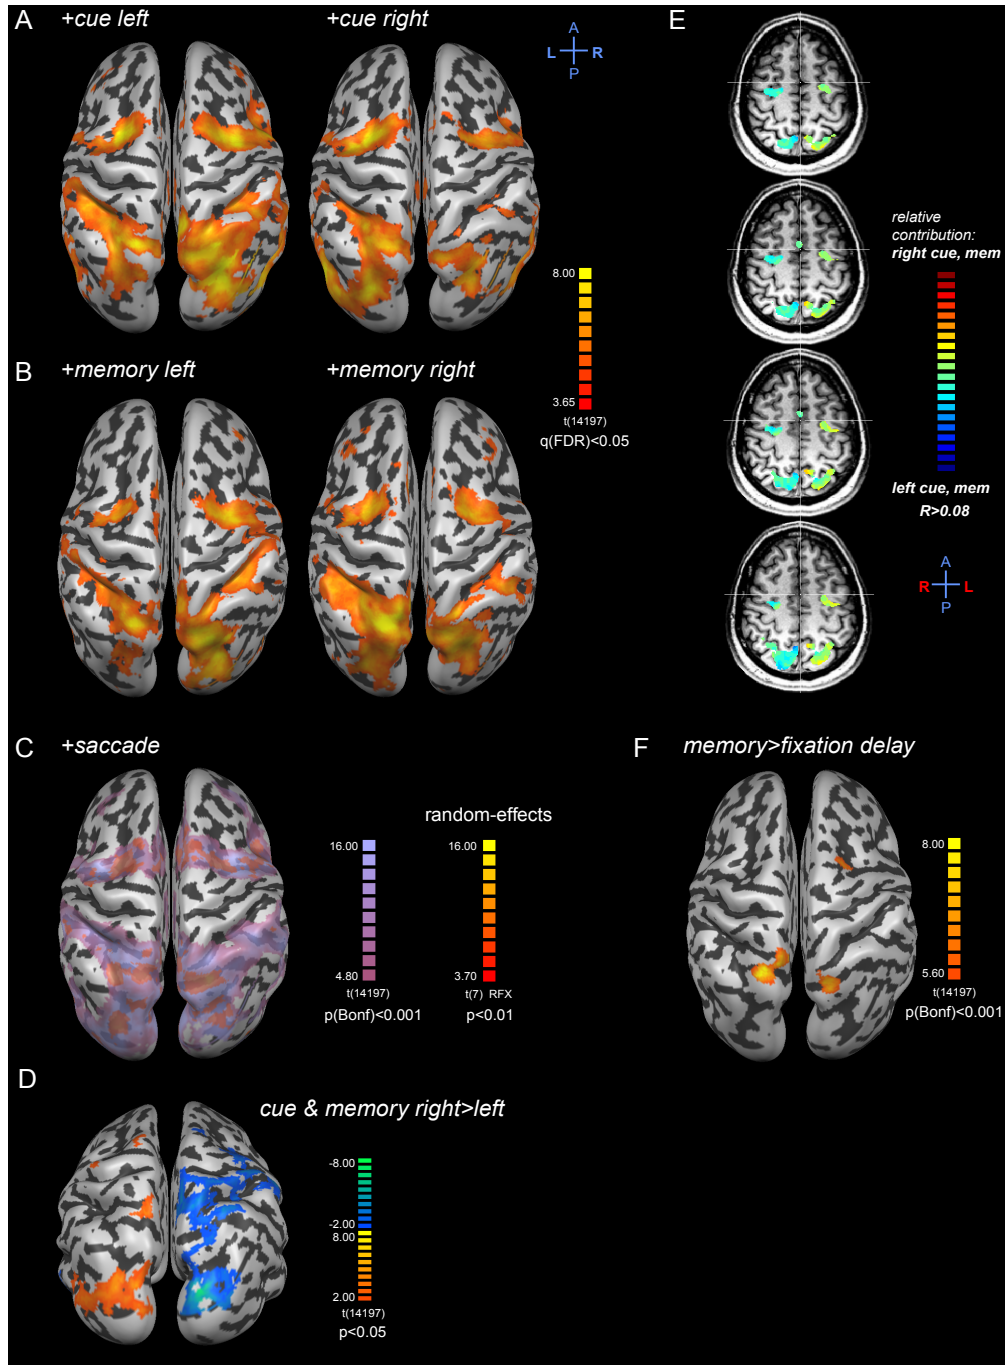 A
+cue left
+cue right
A
L
R
P
8.00
3.65
t(14197)
q(FDR)<0.05
B
+memory left
+memory right
C
+saccade
16.00
4.80
t(14197)
p(Bonf)<0.001
random-effects
16.00
3.70
t(7) RFX
p<0.01
D
cue & memory right>left
-8.00
-2.00
8.00
2.00
t(14197)
p<0.05
E
relative
contribution:
right cue, mem
left cue, mem
R>0.08
A
R
L
P
F
memory>fixation delay
8.00
5.60
t(14197)
p(Bonf)<0.001